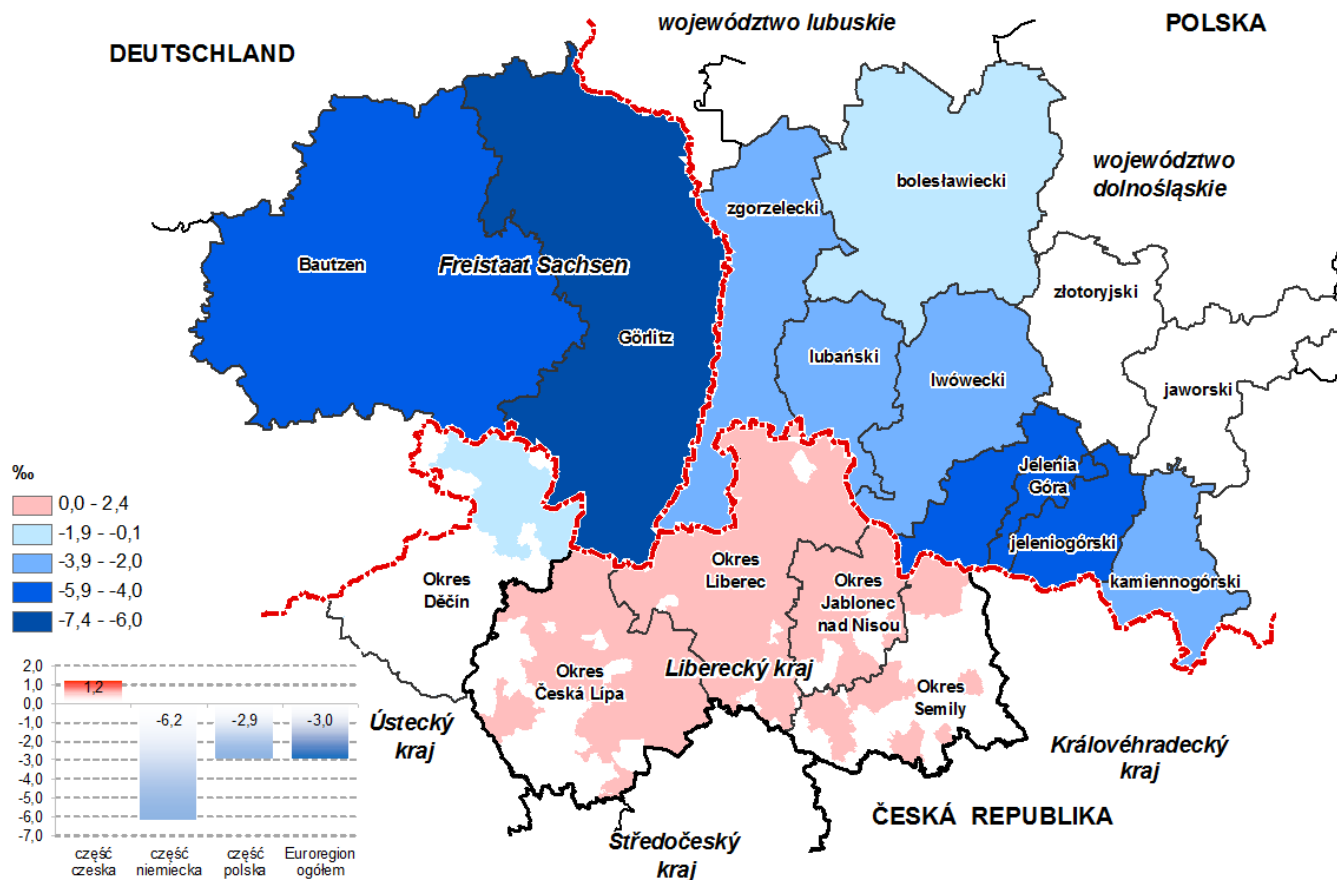 województwo lubuskie
POLSKA
DEUTSCHLAND
województwo
dolnośląskie
bolesławiecki
zgorzelecki
Bautzen
Freistaat Sachsen
złotoryjski
Görlitz
lubański
lwówecki
jaworski
Jelenia
Góra
jeleniogórski
kamiennogórski
‰
0,0 - 2,4
-1,9 - -0,1
-3,9 - -2,0
-5,9 - -4,0
-7,4 - -6,0
Okres
Děčín
Okres
Liberec
Okres
Jablonec
nad Nisou
Liberecký kraj
Okres
Česká Lípa
Okres
Semily
Ústecký
kraj
Královéhradecký
kraj
ČESKÁ REPUBLIKA
Středočeský
kraj
2,0
1,0
0,0
-1,0
-2,0
-3,0
-4,0
-5,0
-6,0
-7,0
1,2
-6,2
-2,9
-3,0
część
czeska
część
niemiecka
część
polska
Euroregion
ogółem